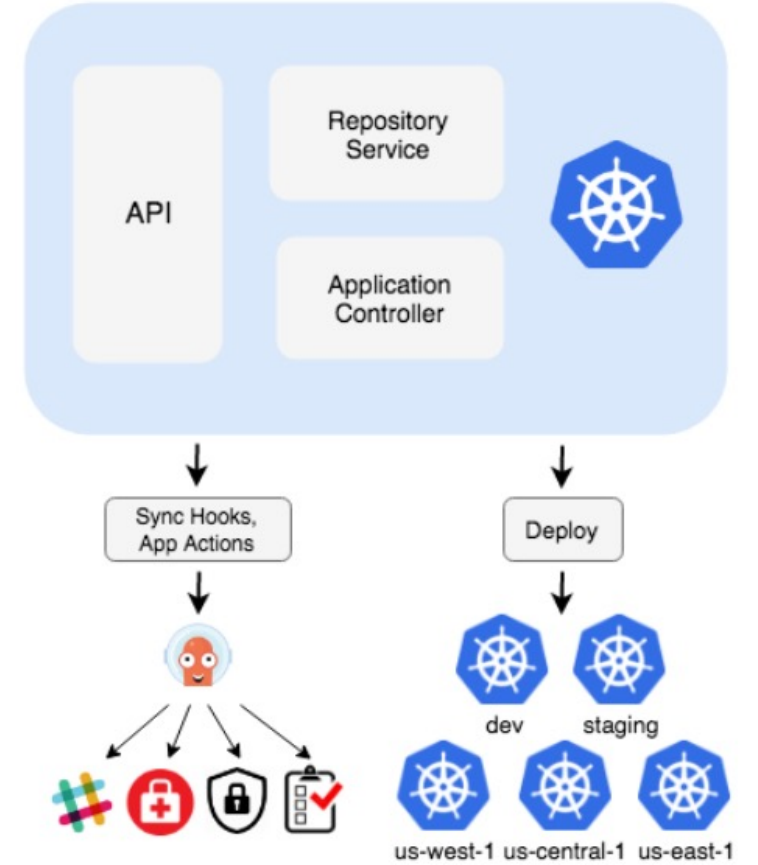 API
Repository
Service
Application
Controller
Sync Hooks,
App Actions
Deploy
dev
staging
us-west-1
us-central-1
us-east-1